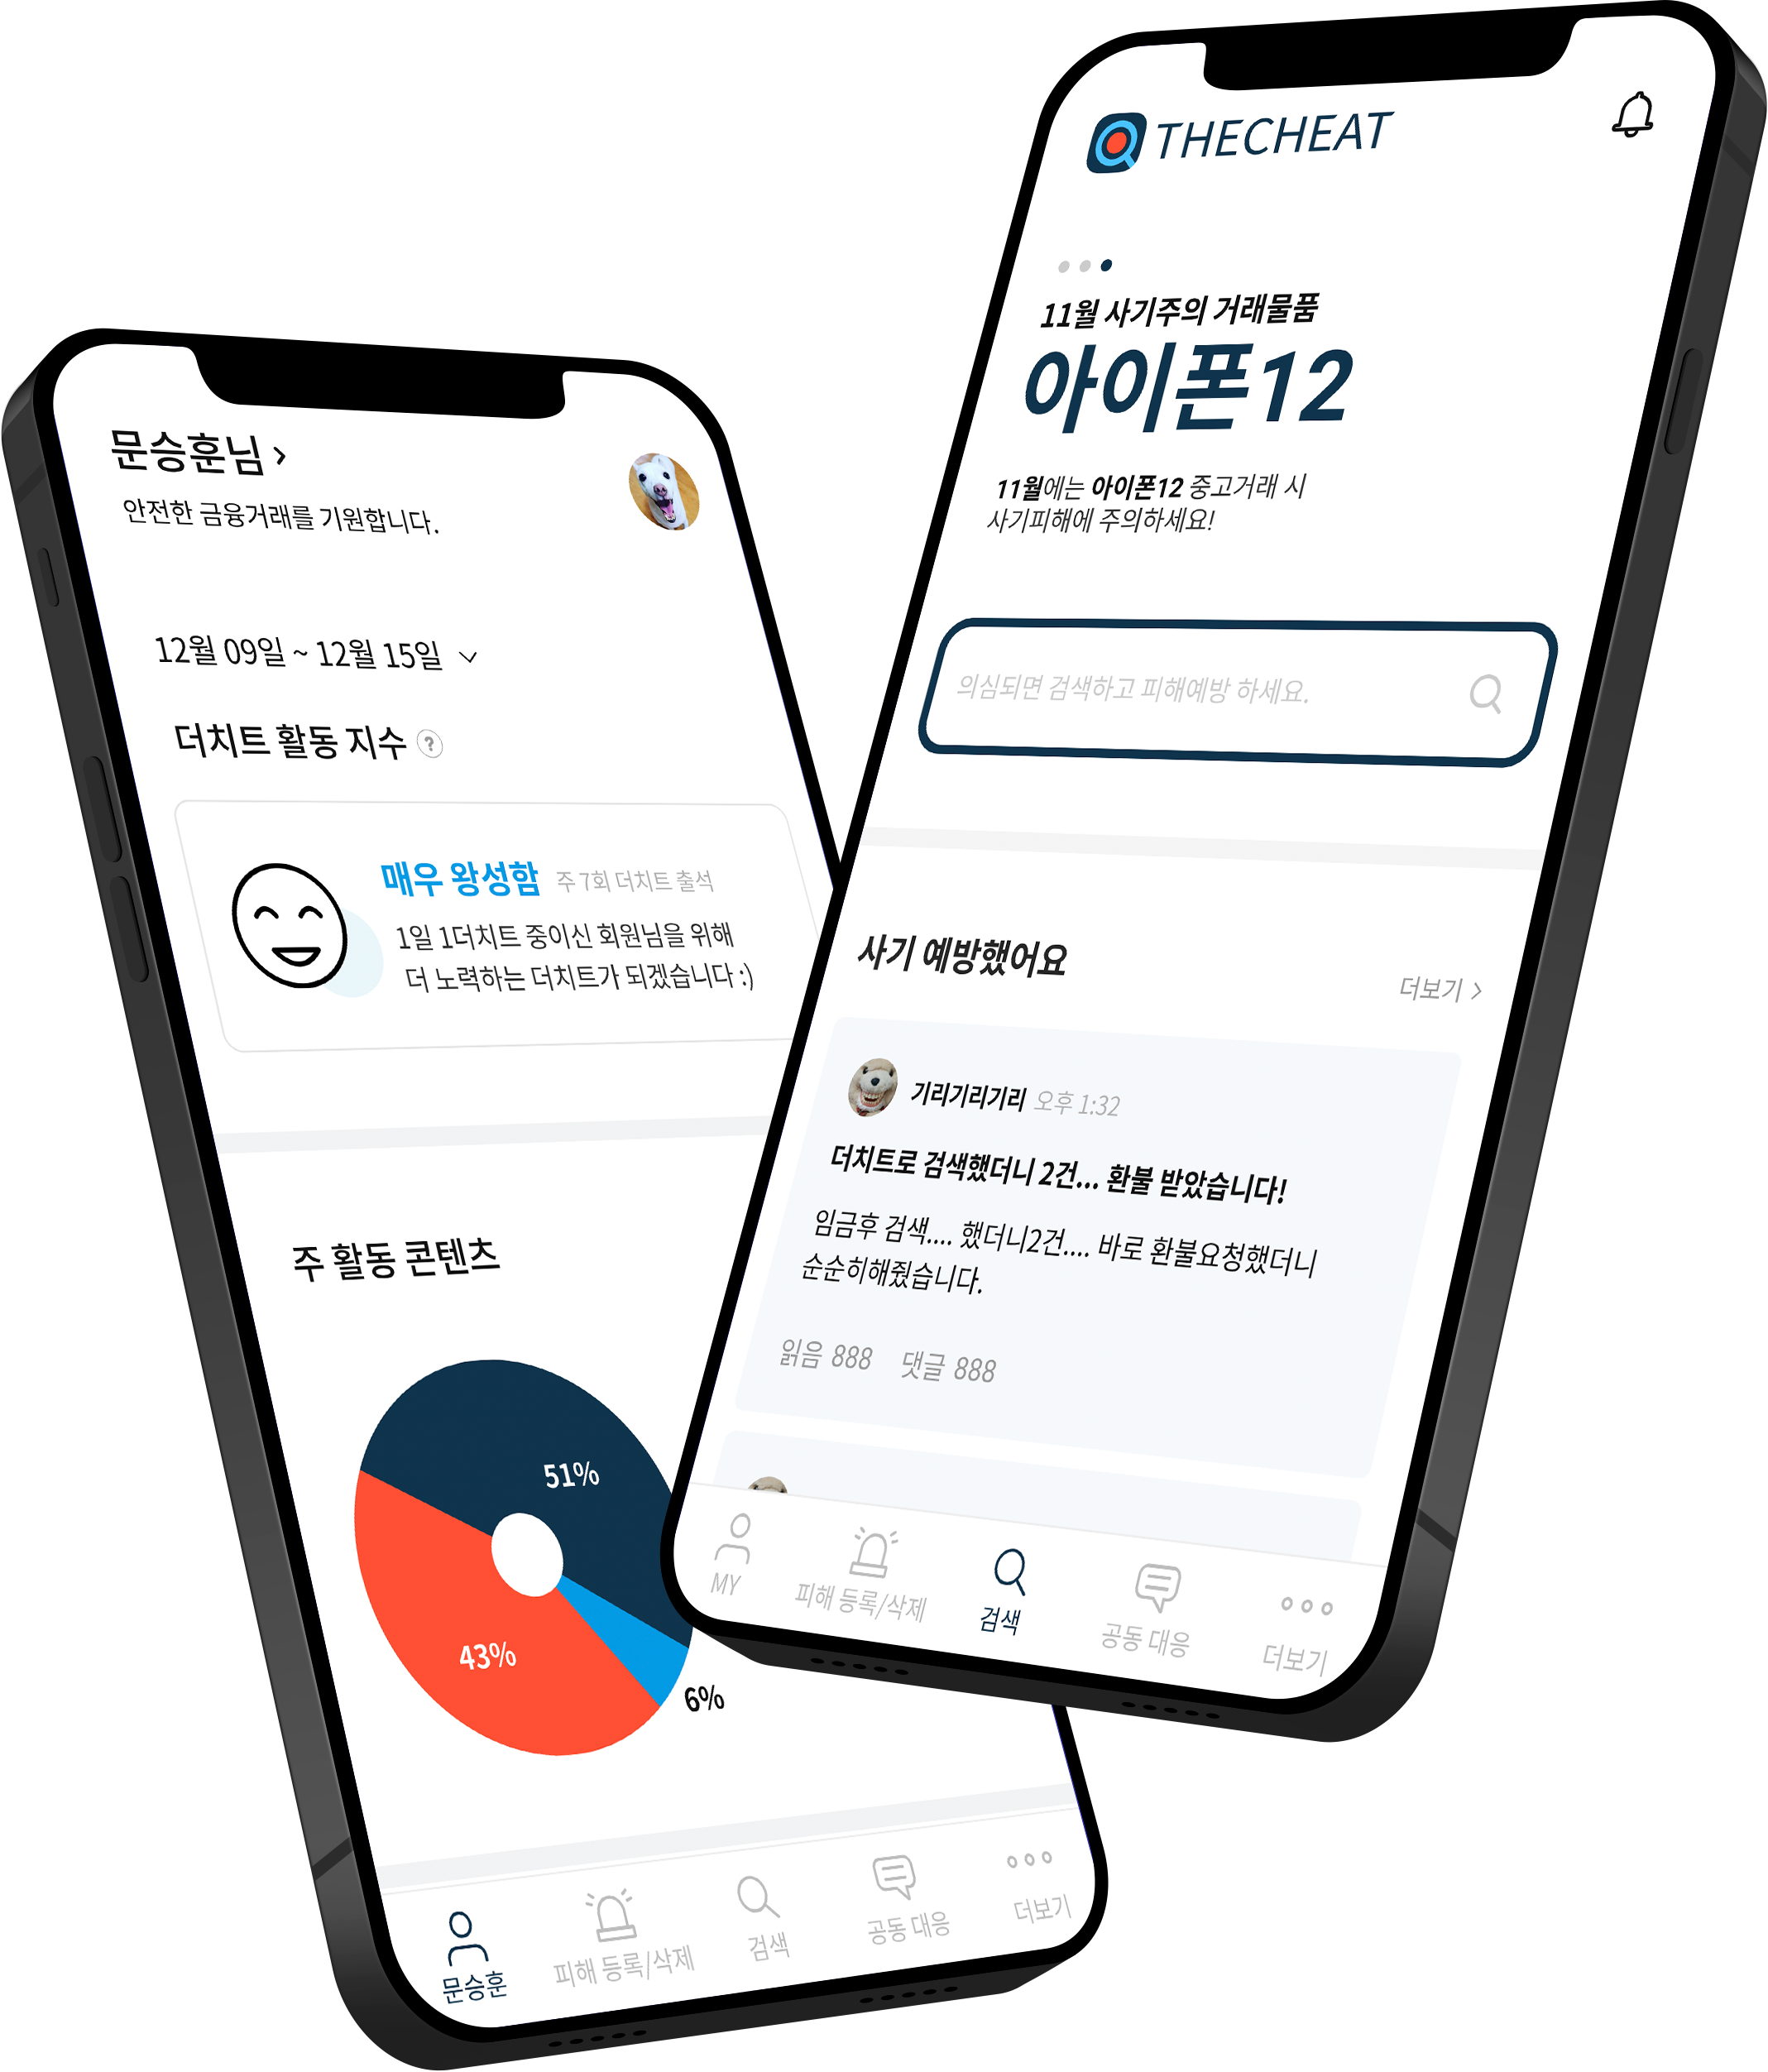 문승훈님 >
안전한 금융거래를 기원합니다.
12월 09일 ~ 12월 15일
더치트 활동 지수 ?
매우 왕성함 주 7회 더치트 출석
1일 1더치트 중이신 회원님을 위해
더 노력하는 더치트가 되겠습니다 :)
주 활동 콘텐츠
51%
43%
6%
문승훈
피해 등록/삭제
검색
공동 대응
더보기
THECHEAT
11월 사기주의 거래물품
아이폰12
11월에는 아이폰12 중고거래 시
사기피해에 주의하세요!
의심되면 검색하고 피해예방 하세요.
사기 예방했어요
더보기 >
기리기리기리 오후 1:32
더치트로 검색했더니 2건... 환불 받았습니다!
임금후 검색.... 했더니2건.... 바로 환불요청했더니
순순히해줬습니다.
읽음 888 댓글 888
MY
피해 등록/삭제
검색
공동 대응
더보기